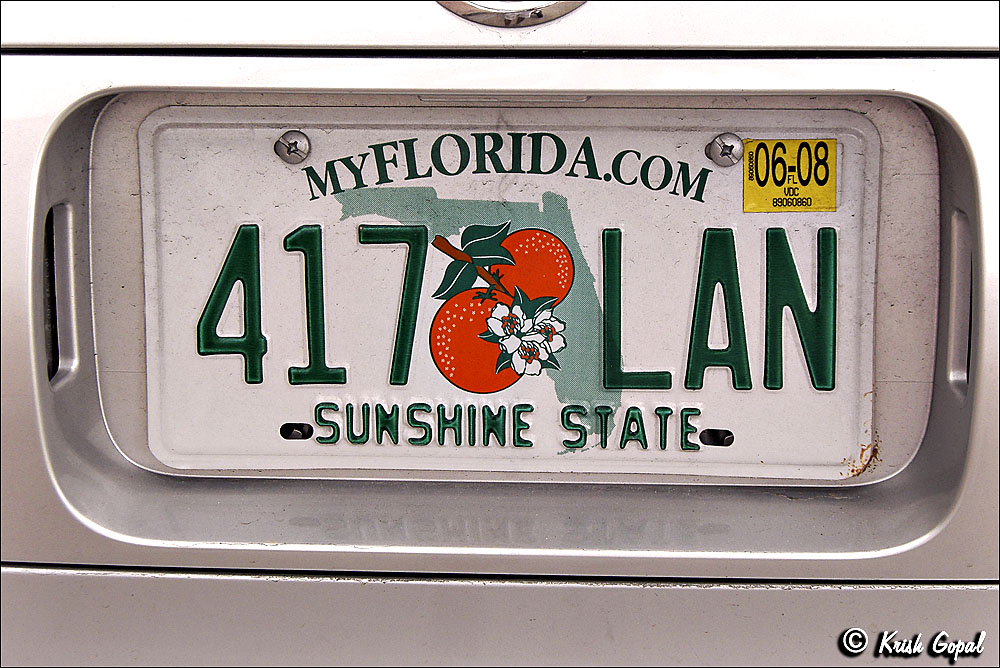 MYFLORIDA.COM
06-08
FL
VDC
89060860
417 LAN
SUNSHINE STATE
© Krish Gopal